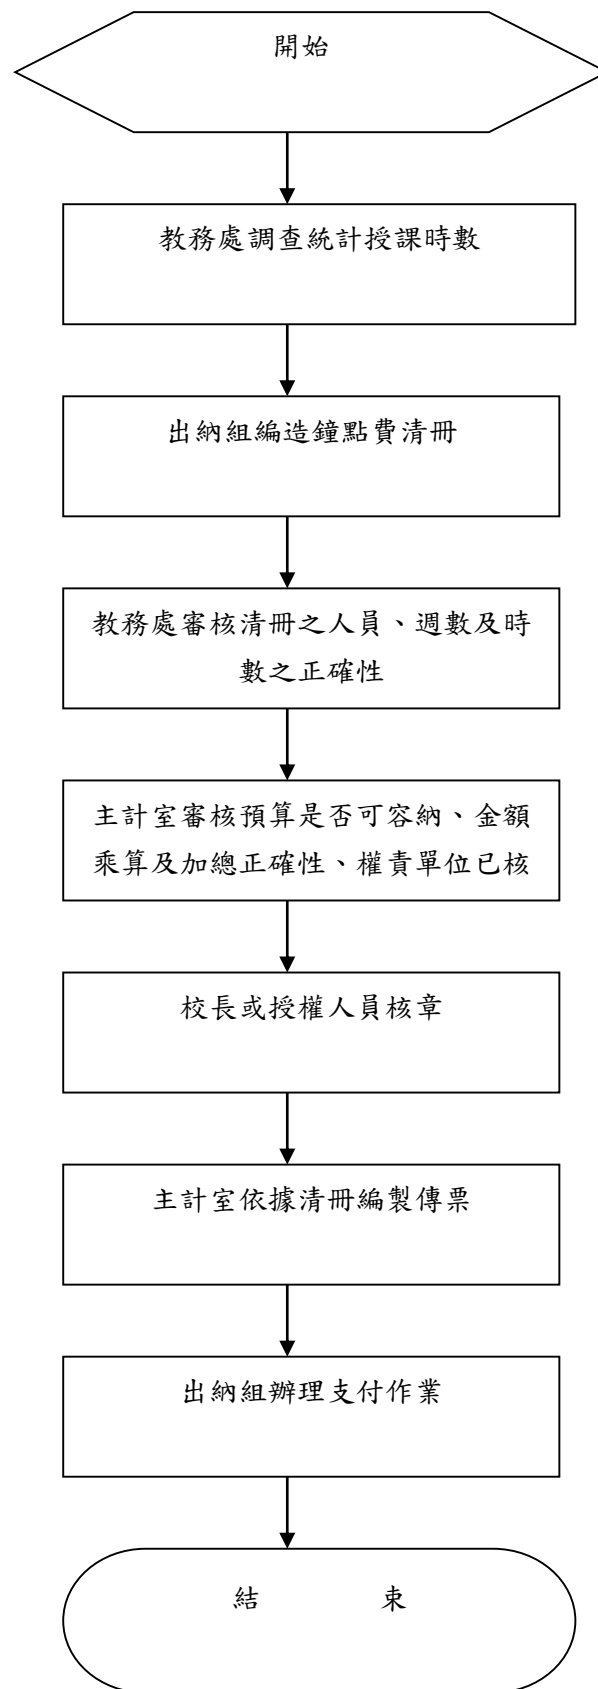 開始
教務處調查統計授課時數
出納組編造鐘點費清冊
教務處審核清冊之人員、週數及時
數之正確性
主計室審核預算是否可容納、金額
乘算及加總正確性、權責單位已核
校長或授權人員核章
主計室依據清冊編製傳票
出納組辦理支付作業
結 束